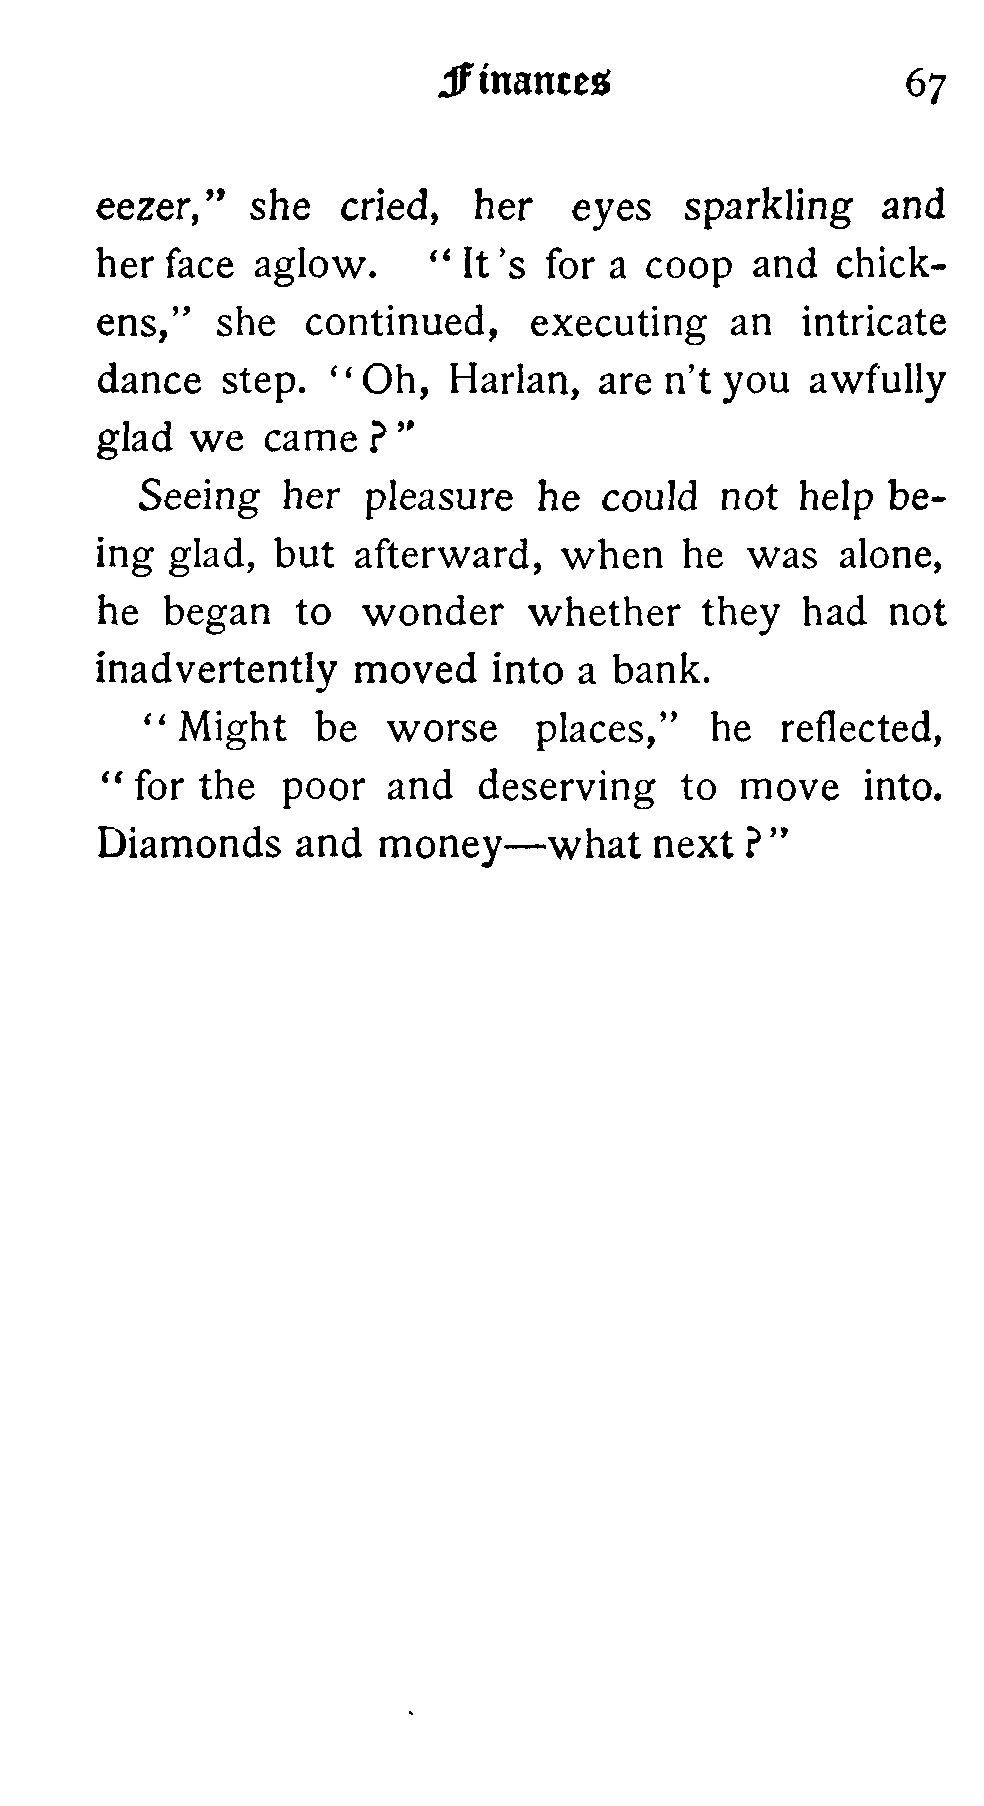 Finances 67
eezer," she cried, her eyes sparkling and
her face aglow. "It's for a coop and chick-
ens," she continued, executing an intricate
dance step. "Oh, Harlan, are n't you awfully
glad we came?"
Seeing her pleasure he could not help be-
ing glad, but afterward, when he was alone,
he began to wonder whether they had not
inadvertently moved into a bank.
"Might be worse places," he reflected,
"for the poor and deserving to move into.
Diamonds and money—what next?"